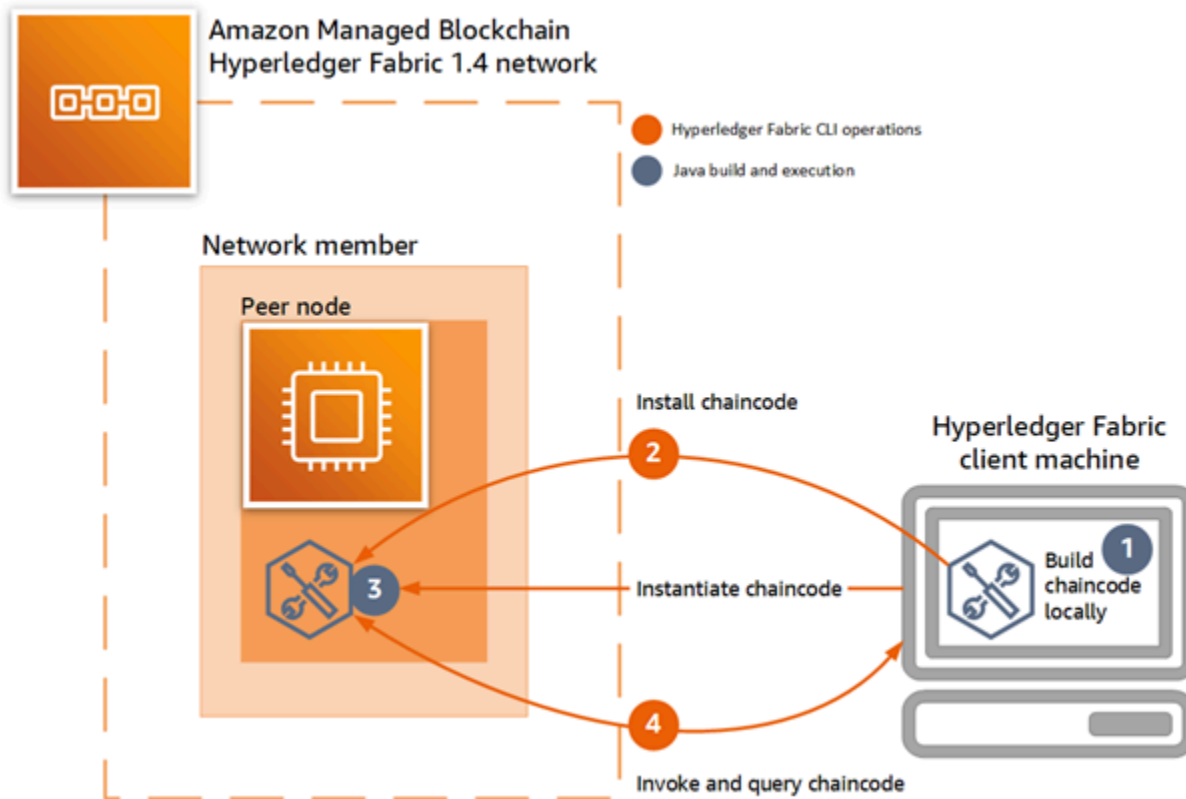 Amazon Managed Blockchain
Hyperledger Fabric 1.4 network
Hyperledger Fabric CLI operations
Java build and execution
Network member
Peer node
Install chaincode
2
Hyperledger Fabric
client machine
1
Build
chaincode
locally
3
Instantiate chaincode
4
Invoke and query chaincode